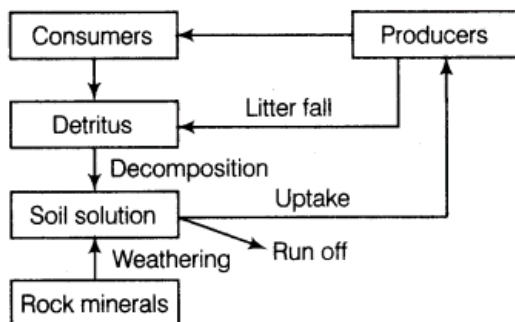 Consumers
Producers
Litter fall
Detritus
Decomposition
Soil solution
Uptake
Run off
Weathering
Rock minerals